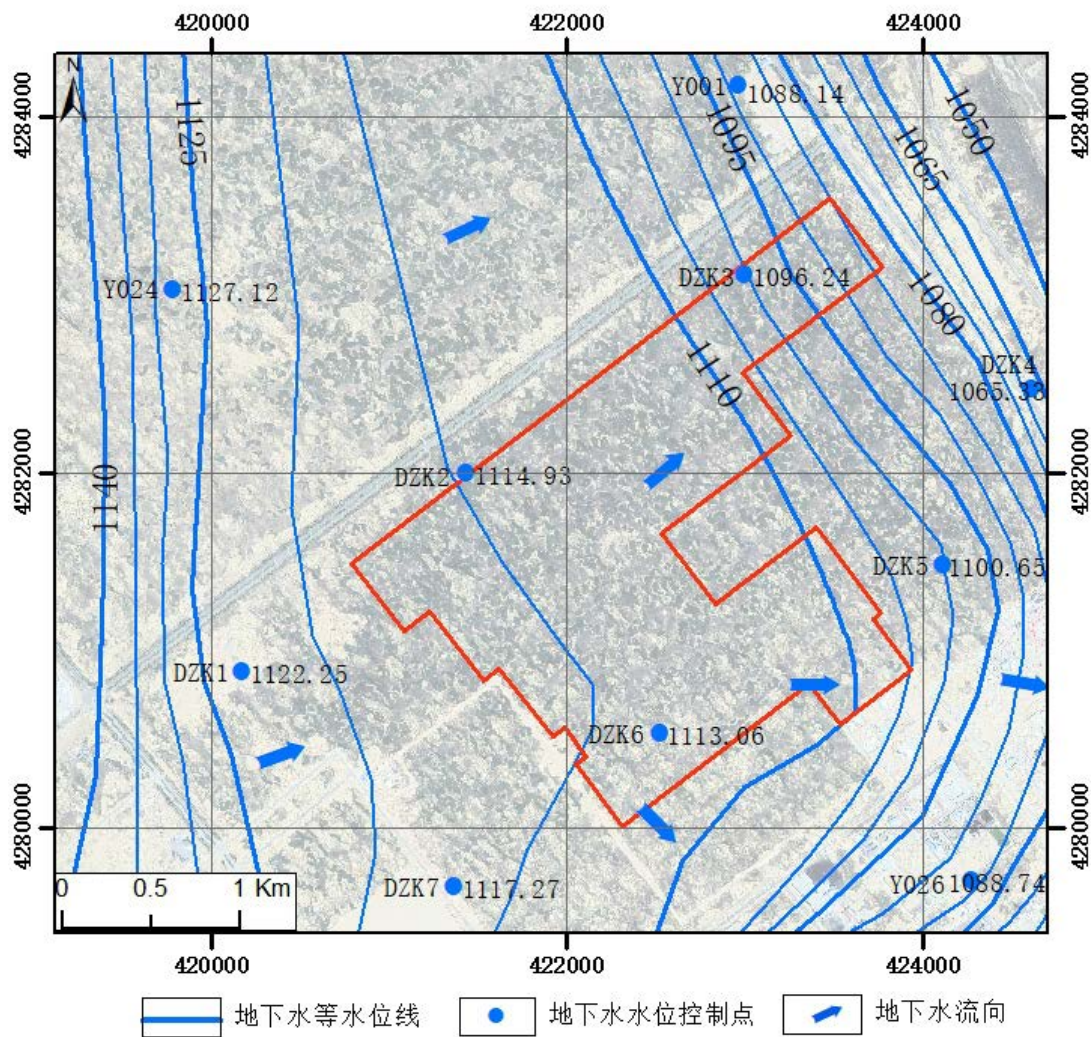 420000 422000 424000
N
4284000 4284000
Y001 1088.14
1125
1095
1065
1050
Y024 1127.12
DZK3 1096.24
1080
1110
DZK4
1065.33
4282000 4282000
DZK2 1114.93
1140
DZK5 1100.65
DZK1 1122.25
DZK6 1113.06
4280000 4280000
0 0.5 1 Km
DZK7 1117.27
Y026 1088.74
420000 422000 424000
地下水等水位线 地下水水位控制点 地下水流向